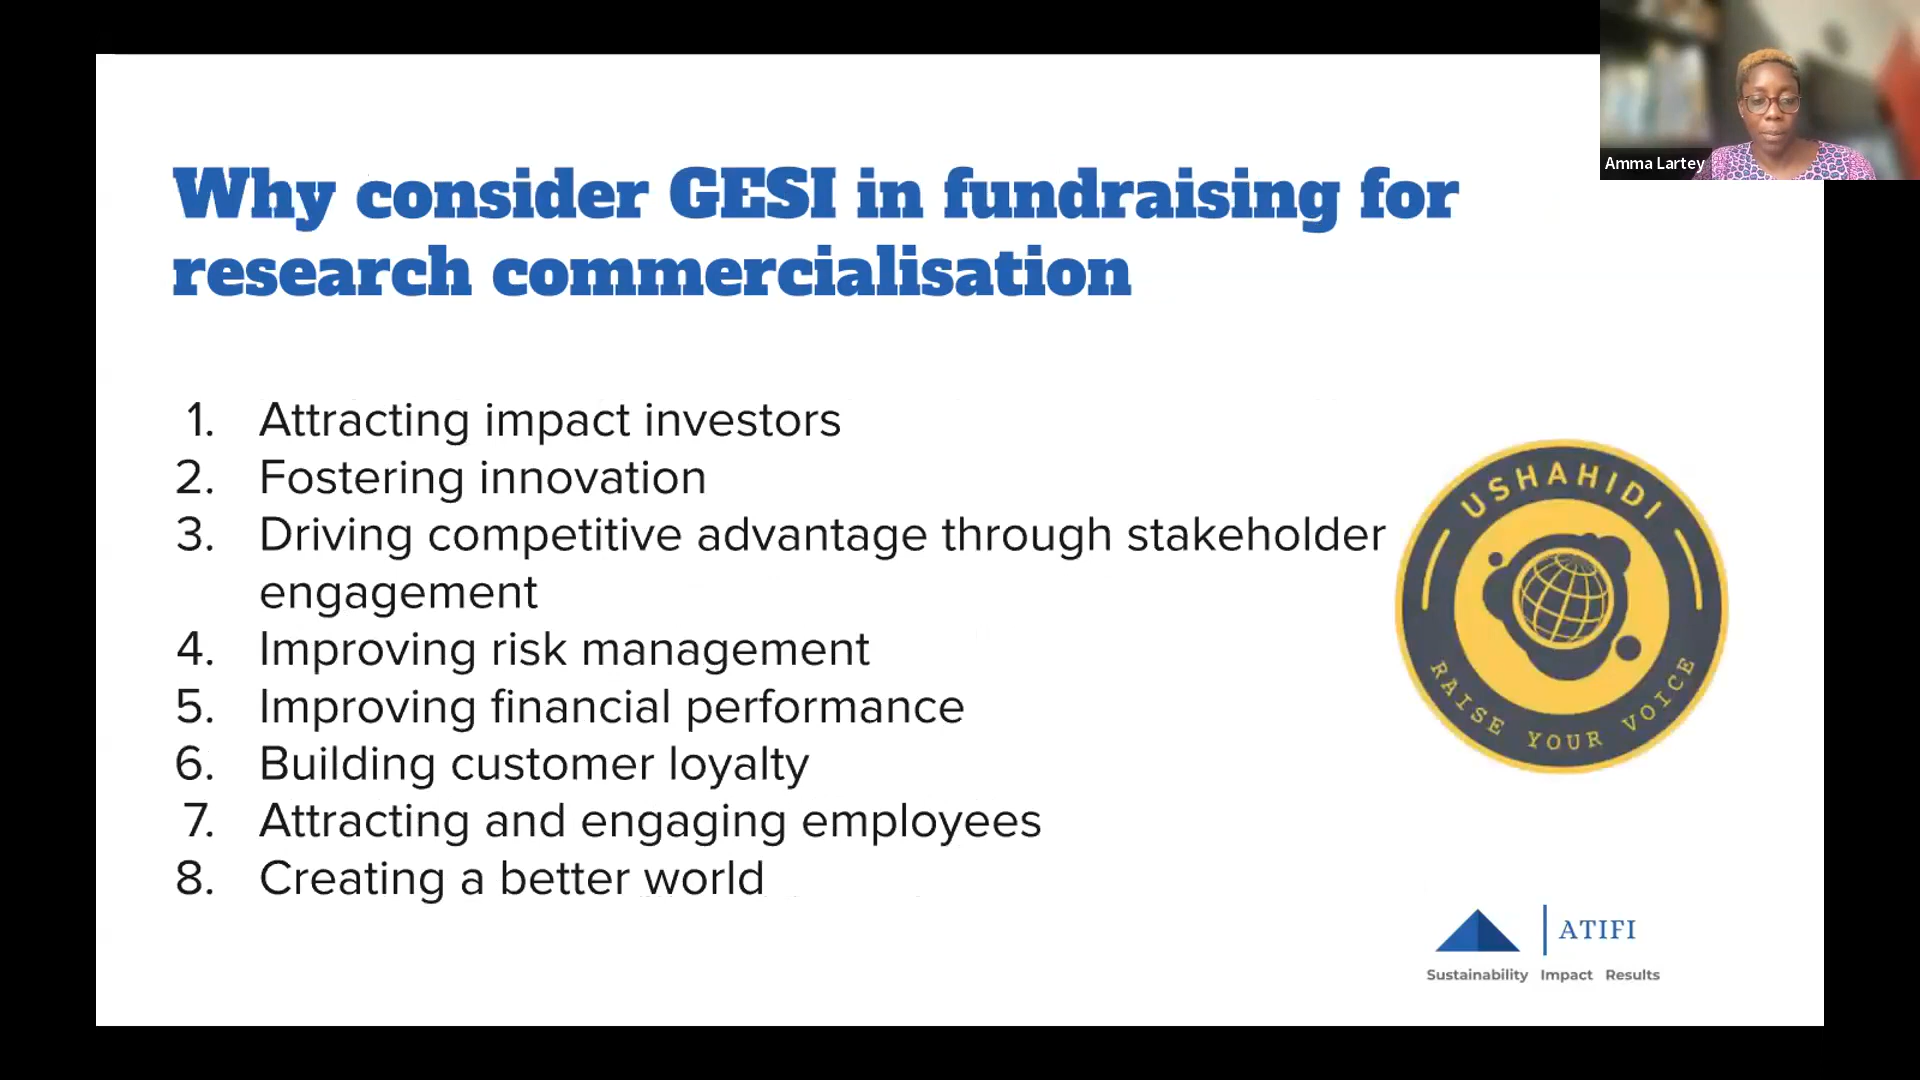 Amma Lartey
Why consider GESI in fundraising for
research commercialisation
1. Attracting impact investors
2. Fostering innovation
3. Driving competitive advantage through stakeholder
engagement
4. Improving risk management
5. Improving financial performance
6. Building customer loyalty
7. Attracting and engaging employees
8. Creating a better world
USHAHIDI
RAISE YOUR VOICE
ATIFI
Sustainability Impact Results